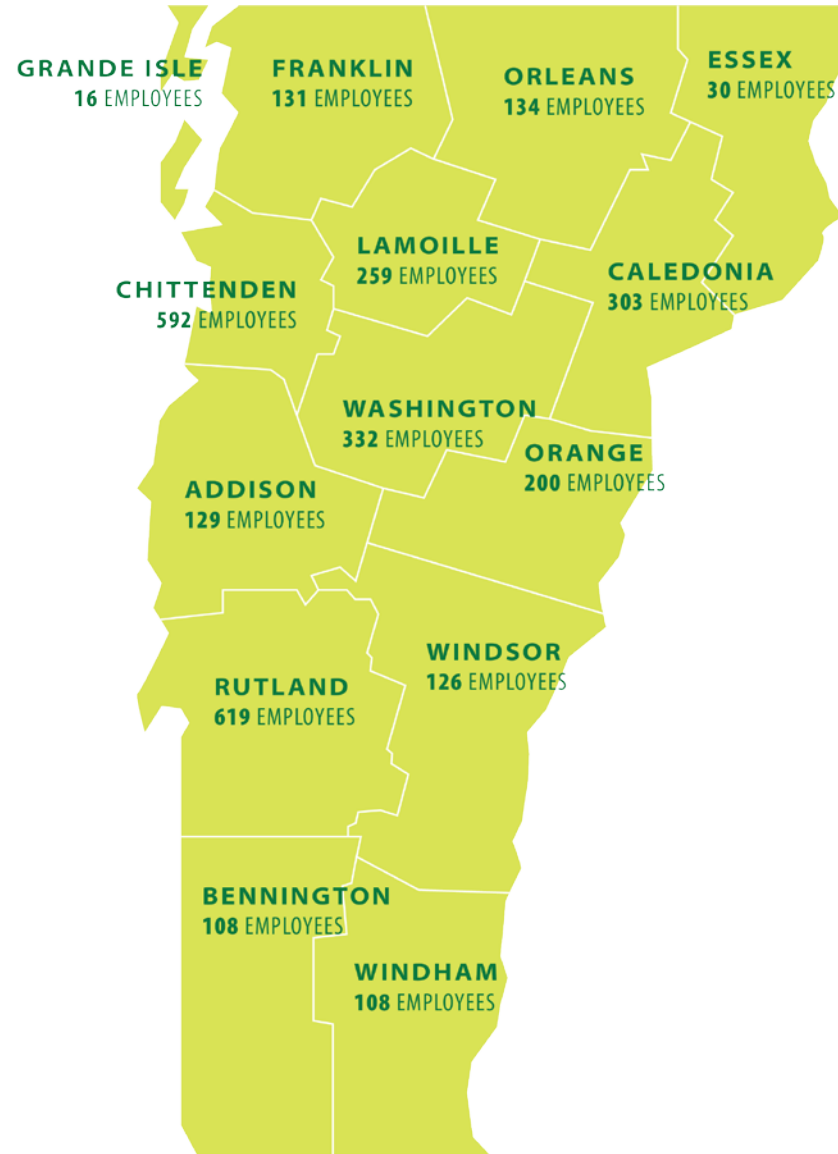 GRANDE ISLE
16 EMPLOYEES
FRANKLIN
131 EMPLOYEES
ORLEANS
134 EMPLOYEES
ESSEX
30 EMPLOYEES
LAMOILLE
259 EMPLOYEES
CALEDONIA
303 EMPLOYEES
CHITTENDEN
592 EMPLOYEES
WASHINGTON
332 EMPLOYEES
ORANGE
200 EMPLOYEES
ADDISON
129 EMPLOYEES
WINDSOR
126 EMPLOYEES
RUTLAND
619 EMPLOYEES
BENNINGTON
108 EMPLOYEES
WINDHAM
108 EMPLOYEES